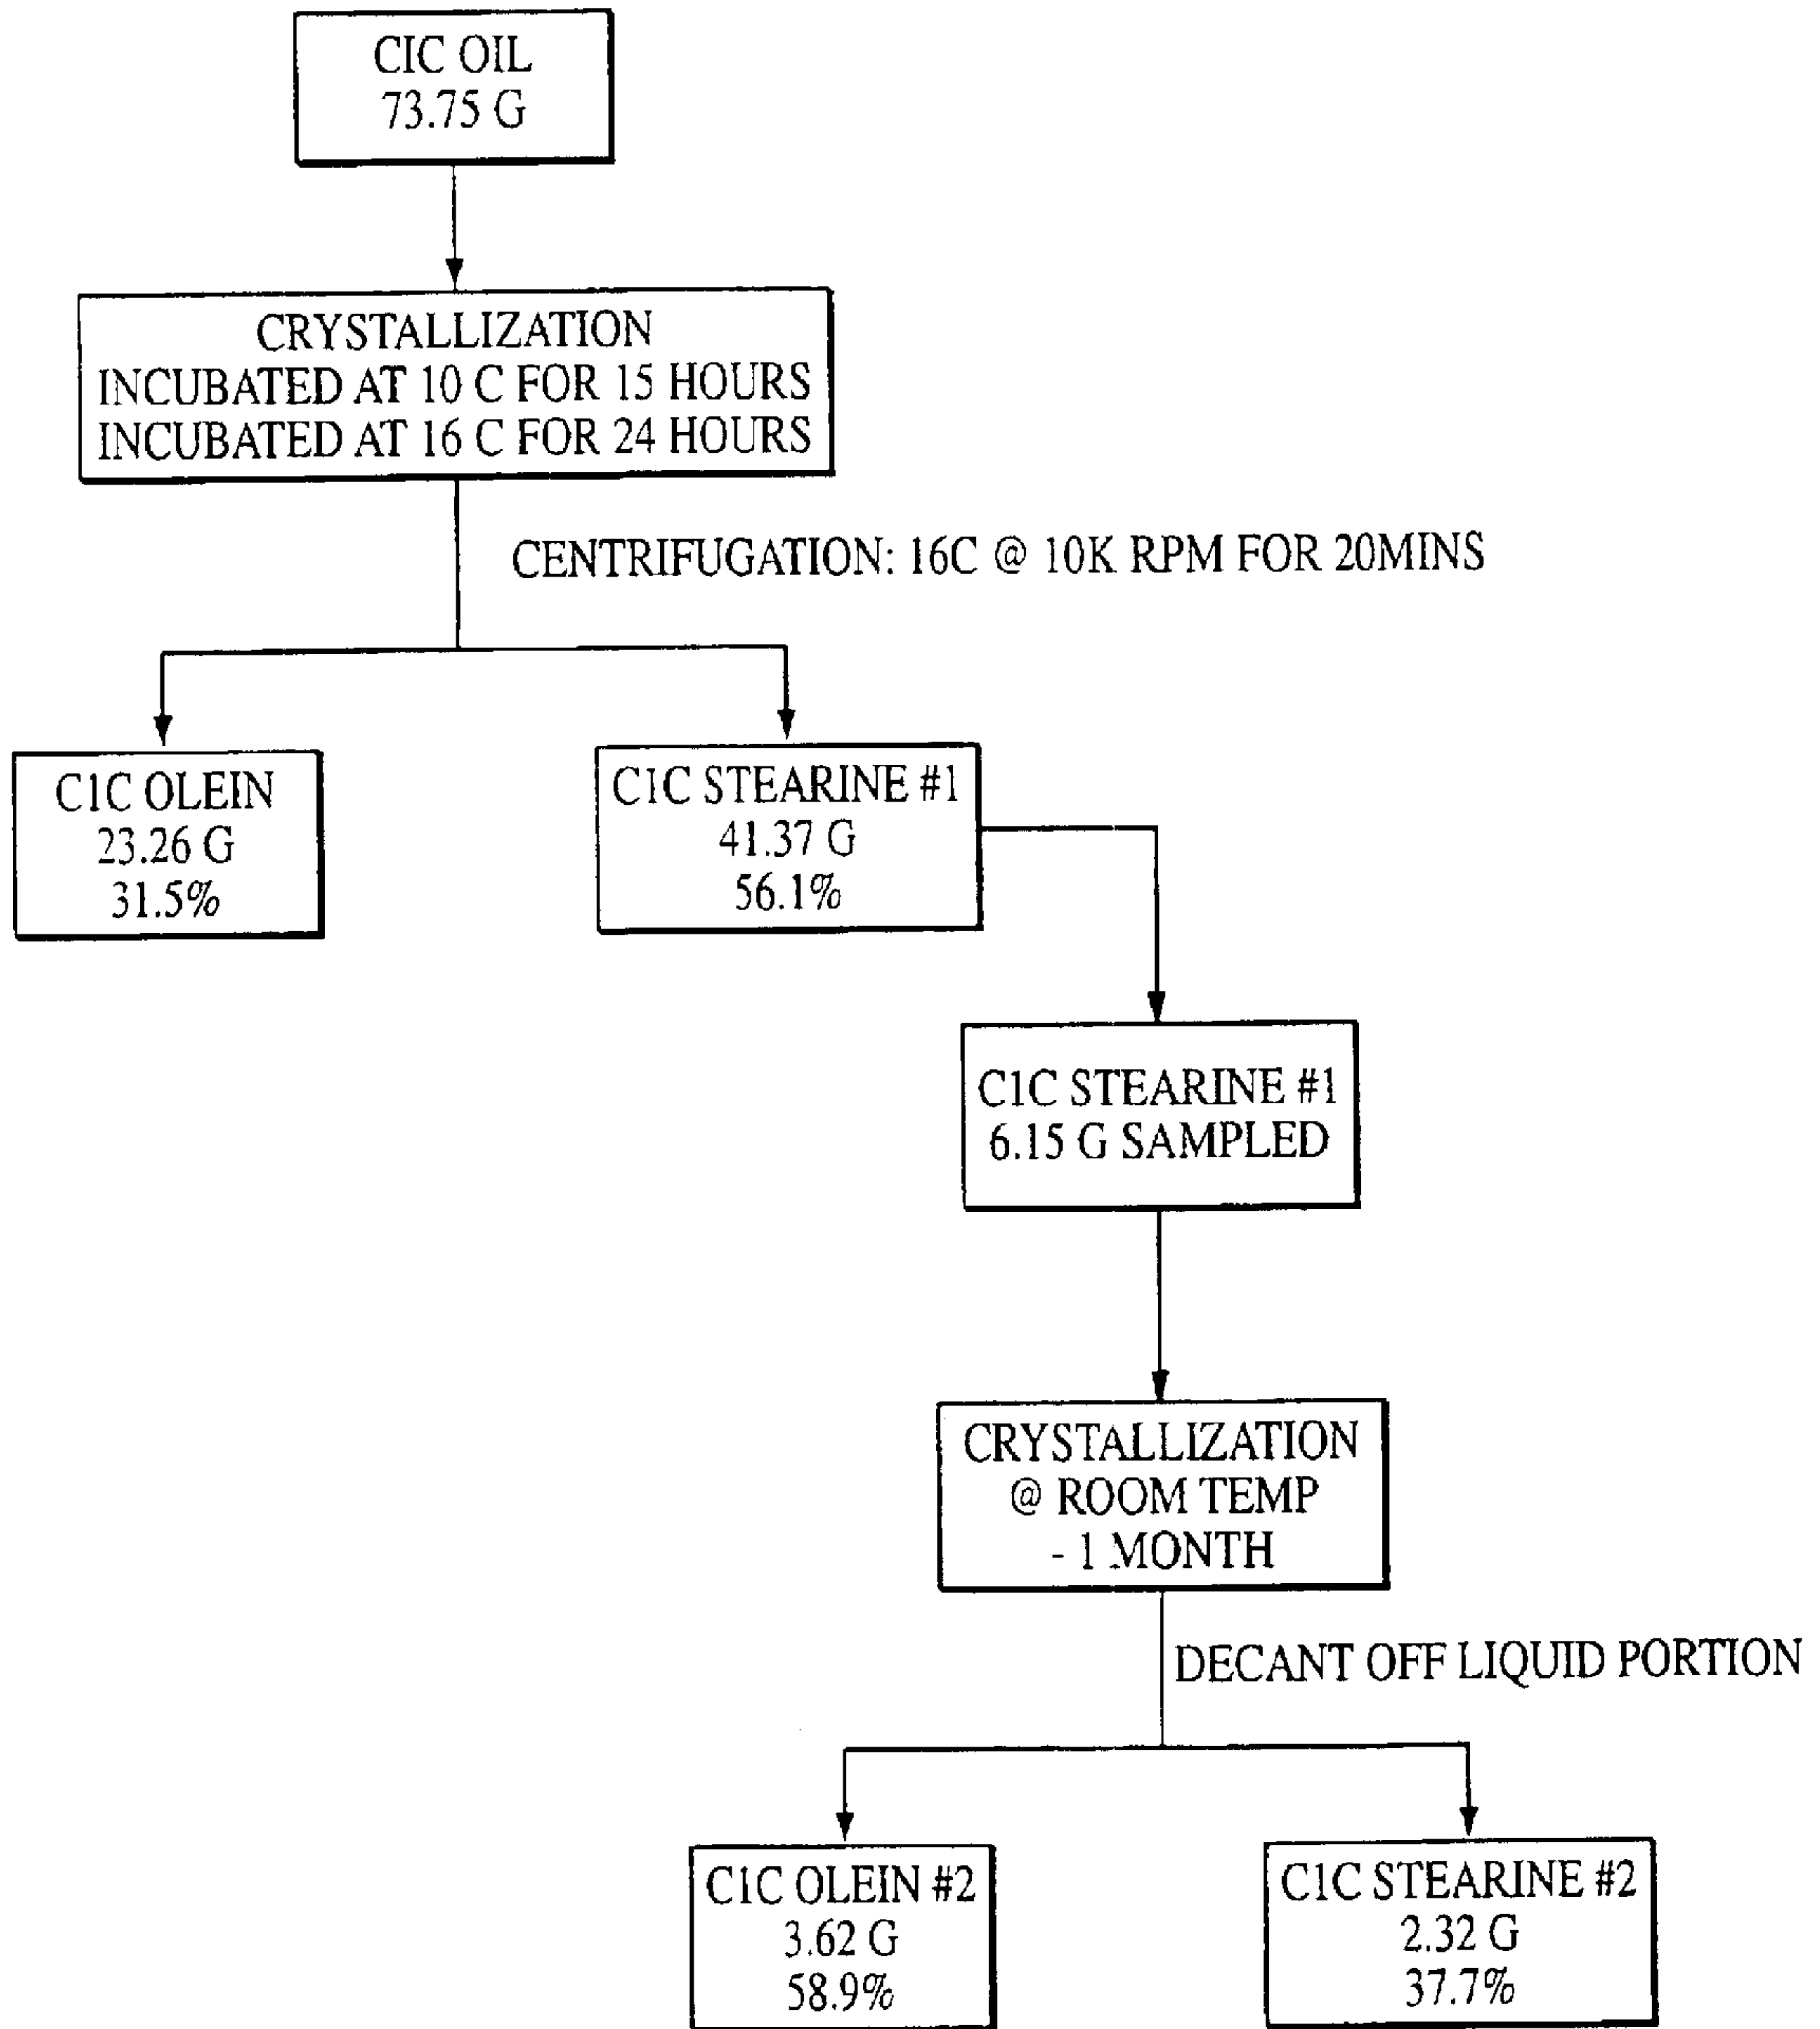 CIC OIL
73.75 G
CRYSTALLIZATION
INCUBATED AT 10 C FOR 15 HOURS
INCUBATED AT 16 C FOR 24 HOURS
CENTRIFUGATION: 16C @ 10K RPM FOR 20MINS
C1C OLEIN
23.26 G
31.5%
C1C STEARINE #1
41.37 G
56.1%
C1C STEARINE #1
6.15 G SAMPLED
CRYSTALLIZATION
@ ROOM TEMP
- 1 MONTH
DECANT OFF LIQUID PORTION
C1C OLEIN #2
3.62 G
58.9%
C1C STEARINE #2
2.32 G
37.7%